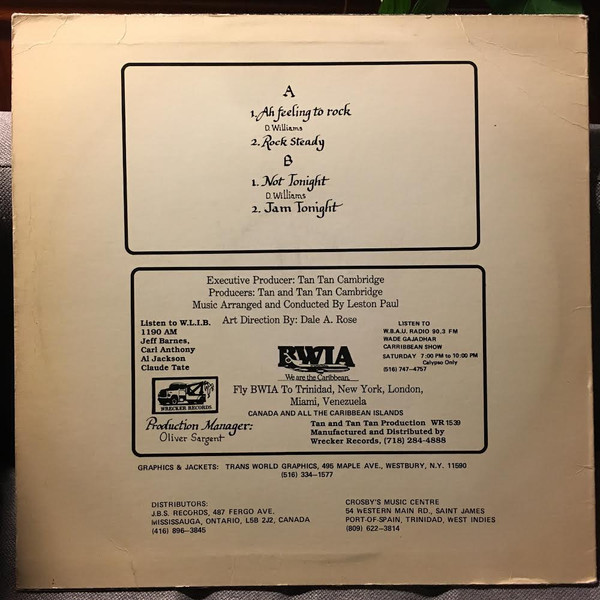 A
1. Ah feeling to rock
D. Williams
2. Rock Steady
B
1. Not Tonight
D. Williams
2. Jam Tonight
Executive Producer: Tan Tan Cambridge
Producers: Tan and Tan Tan Cambridge
Music Arranged and Conducted By Leston Paul
Art Direction By: Dale A. Rose
Listen to W.L.I.B.
1190 AM
Jeff Barnes,
Carl Anthony
Al Jackson
Claude Tate
LISTEN TO
W.B.A.U. RADIO 90.3 FM
WADE GAJADHAR
CARRIBBEAN SHOW
SATURDAY 7:00 PM to 10:00 PM
Calypso Only
(516) 747-4757
BWIA
We are the Caribbean.
Fly BWIA To Trinidad, New York, London,
Miami, Venezuela
CANADA AND ALL THE CARIBBEAN ISLANDS
WRECKER RECORDS
Production Manager:
Oliver Sargent
Tan and Tan Tan Production WR 1539
Manufactured and Distributed by
Wrecker Records, (718) 284-4888
GRAPHICS & JACKETS: TRANS WORLD GRAPHICS, 495 MAPLE AVE., WESTBURY, N.Y. 11590
(516) 334-1577
DISTRIBUTORS:
J.B.S. RECORDS, 487 FERGO AVE.
MISSISSAUGA, ONTARIO, L5B 2J2, CANADA
(416) 896-3845
CROSBY'S MUSIC CENTRE
54 WESTERN MAIN RD., SAINT JAMES
PORT-OF-SPAIN, TRINIDAD, WEST INDIES
(809) 622-3814